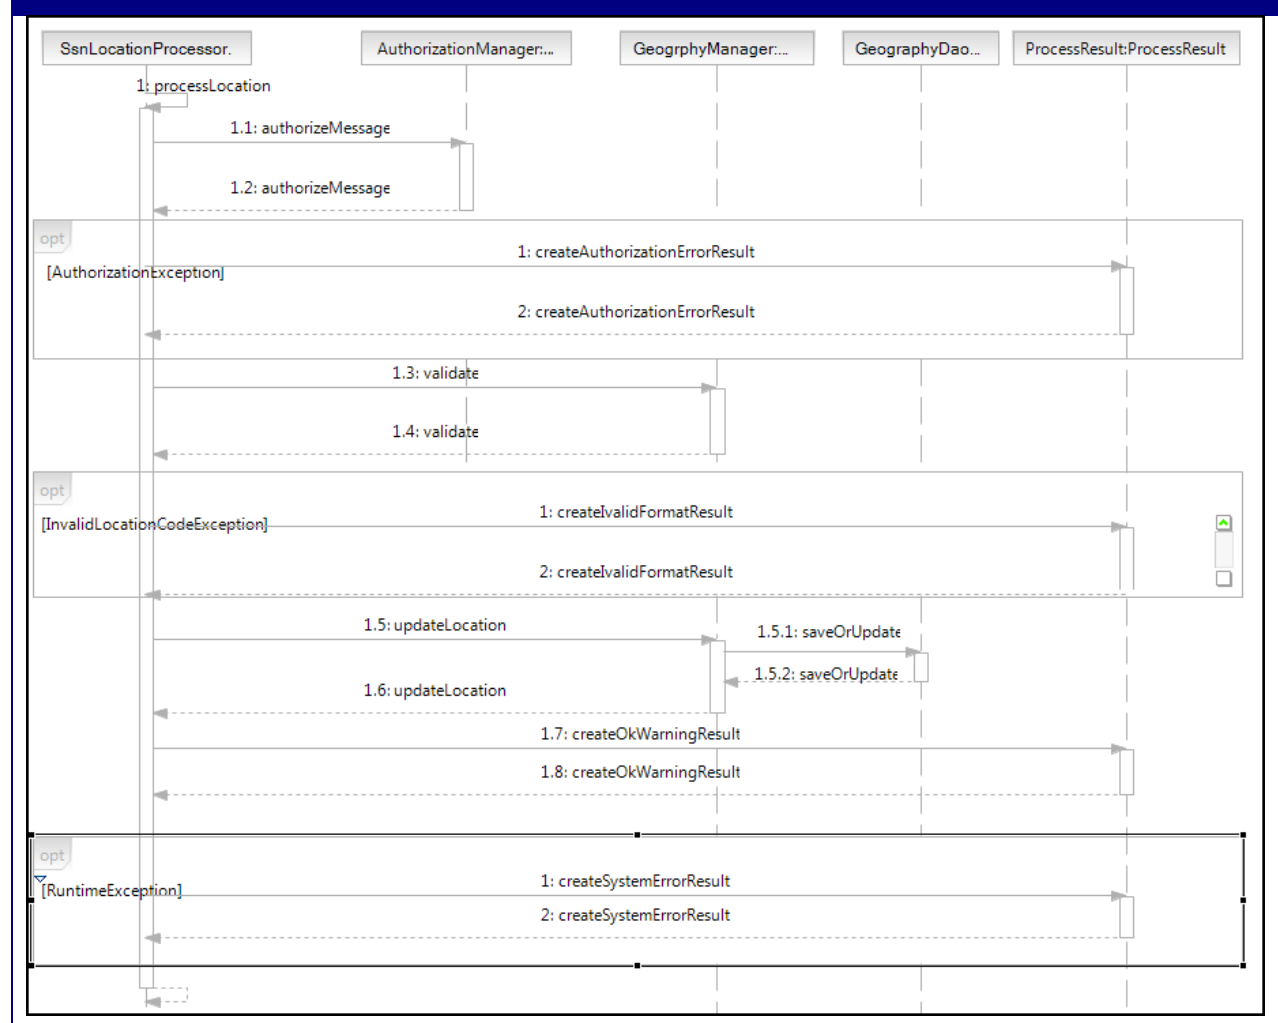 SsnLocationProcessor.
AuthorizationManager:...
GeogrphyManager:...
GeographyDao...
ProcessResult:ProcessResult
1: processLocation
1.1: authorizeMessage
1.2: authorizeMessage
opt
1: createAuthorizationErrorResult
[AuthorizationException]
2: createAuthorizationErrorResult
1.3: validate
1.4: validate
opt
1: createIvalidFormatResult
[InvalidLocationCodeException]
2: createIvalidFormatResult
1.5: updateLocation
1.5.1: saveOrUpdate
1.5.2: saveOrUpdate
1.6: updateLocation
1.7: createOkWarningResult
1.8: createOkWarningResult
opt
1: createSystemErrorResult
[RuntimeException]
2: createSystemErrorResult